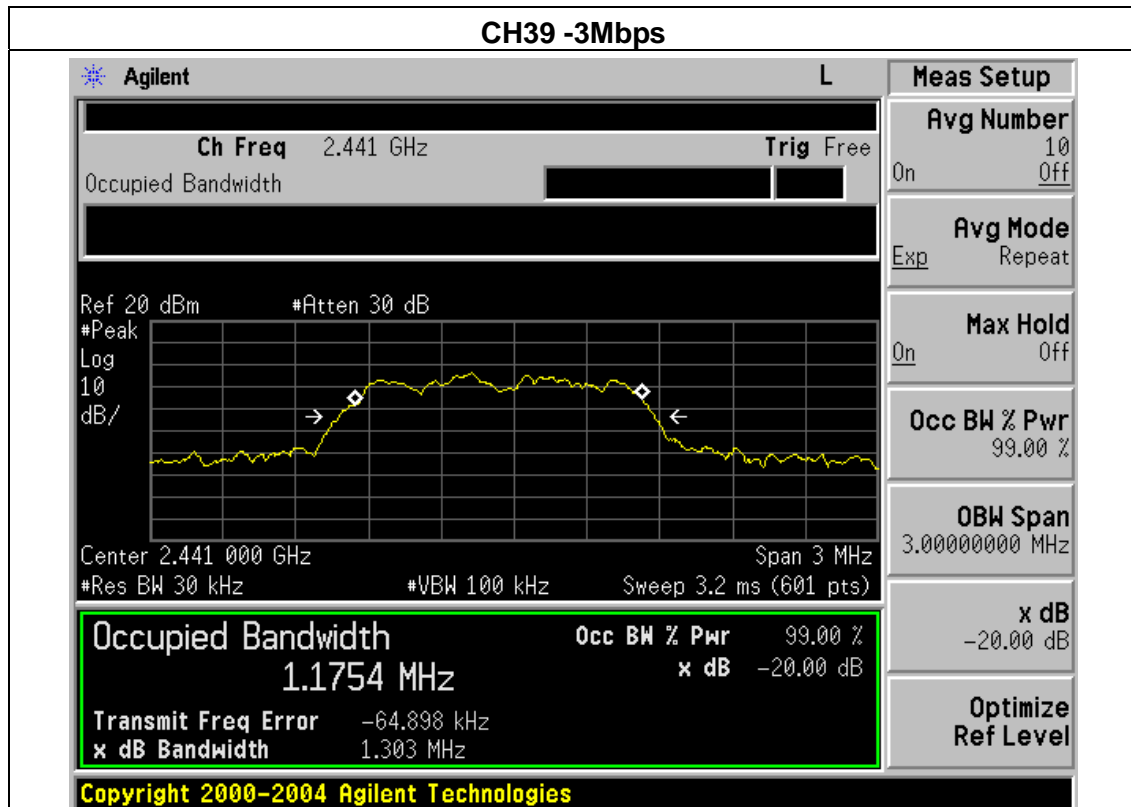 CH39 -3Mbps
Agilent L Meas Setup
Ch Freq 2.441 GHz Trig Free
Occupied Bandwidth
Avg Number
10
On Off
Avg Mode
Exp Repeat
Max Hold
On Off
Occ BW % Pwr
99.00 %
OBW Span
3.00000000 MHz
x dB
-20.00 dB
Optimize
Ref Level
Ref 20 dBm #Atten 30 dB
#Peak
Log
10
dB/
Center 2.441 000 GHz Span 3 MHz
#Res BW 30 kHz #VBW 100 kHz Sweep 3.2 ms (601 pts)
Occupied Bandwidth Occ BW % Pwr 99.00 %
1.1754 MHz x dB -20.00 dB
Transmit Freq Error -64.898 kHz
x dB Bandwidth 1.303 MHz
Copyright 2000-2004 Agilent Technologies